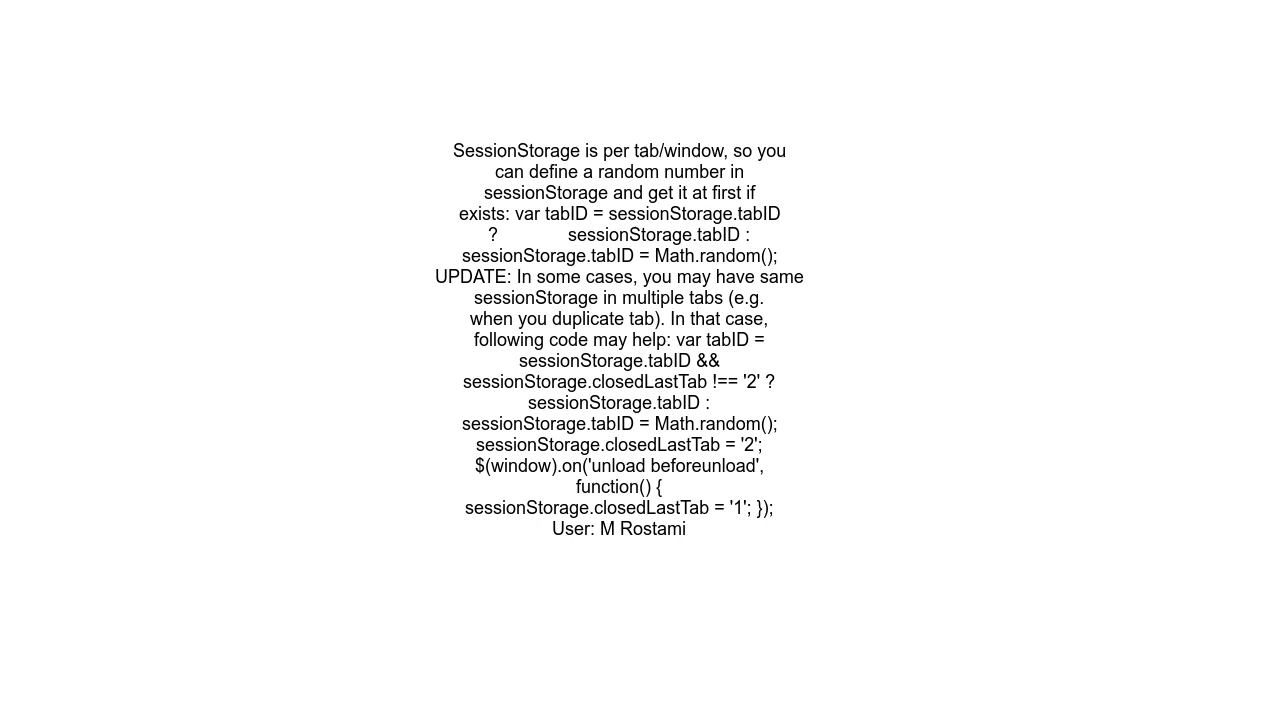 SessionStorage is per tab/window, so you
can define a random number in
sessionStorage and get it at first if
exists: var tabID = sessionStorage.tabID
? sessionStorage.tabID :
sessionStorage.tabID = Math.random();
UPDATE: In some cases, you may have same
sessionStorage in multiple tabs (e.g.
when you duplicate tab). In that case,
following code may help: var tabID =
sessionStorage.tabID &&
sessionStorage.closedLastTab !== '2' ?
sessionStorage.tabID :
sessionStorage.tabID = Math.random();
sessionStorage.closedLastTab = '2';
$(window).on('unload beforeunload',
function() {
sessionStorage.closedLastTab = '1'; });
User: M Rostami